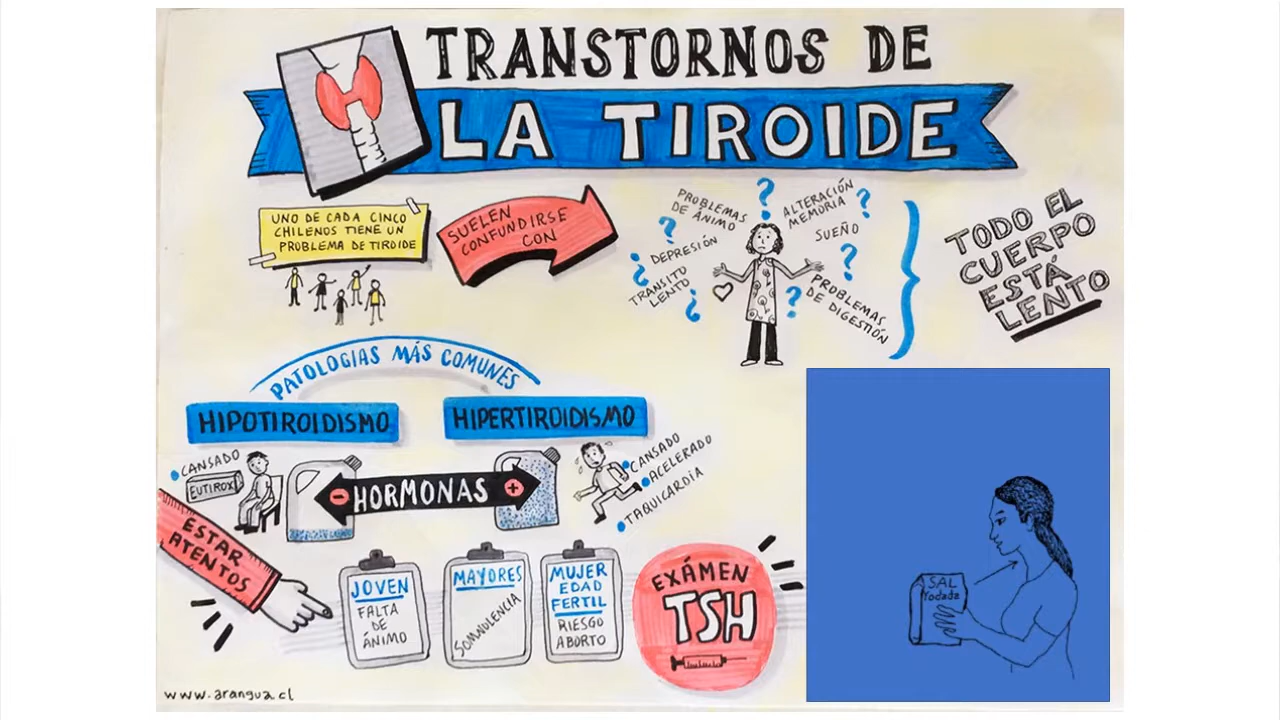 TRANSTORNOS DE
LA TIROIDE
UNO DE CADA CINCO
CHILENOS TIENE UN
PROBLEMA DE TIROIDE
SUELEN
CONFUNDIRSE
CON
PROBLEMAS
DE ÁNIMO
ALTERACIÓN
MEMORIA
SUEÑO
DEPRESIÓN
TRANSITO
LENTO
PROBLEMAS
DE DIGESTIÓN
? ? ? ? ? ¿ ¿
TODO EL
CUERPO
ESTÁ
LENTO
PATOLOGIAS MÁS COMUNES
HIPOTIROIDISMO
HIPERTIROIDISMO
CANSADO
EUTIROX
- HORMONAS +
CANSADO
ACELERADO
TAQUICARDIA
ESTAR
ATENTOS
JOVEN
FALTA
DE
ÁNIMO
MAYORES
SOMNOLENCIA
MUJER
EDAD
FERTIL
RIESGO
ABORTO
EXÁMEN
TSH
SAL
Yodada
www.arangua.cl